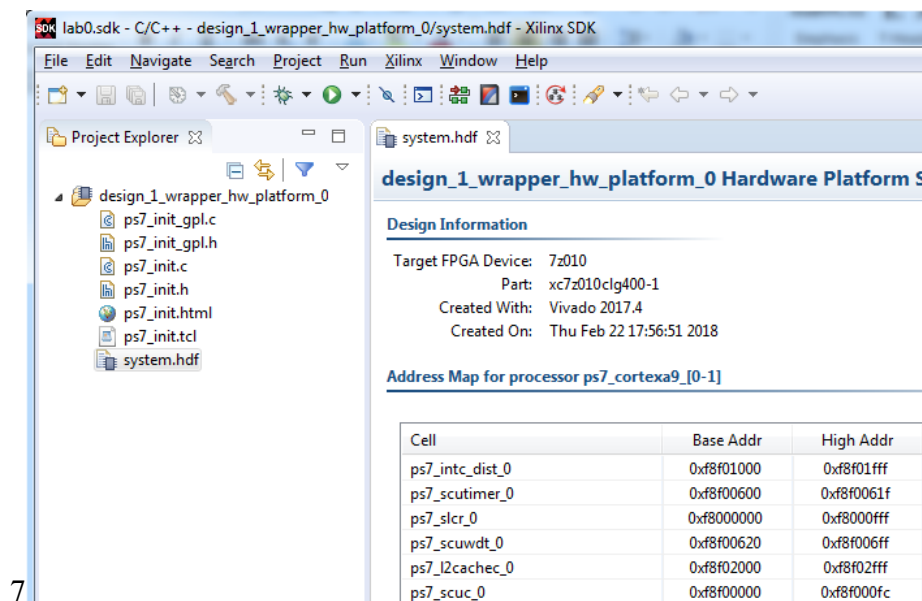 SDK lab0.sdk - C/C++ - design_1_wrapper_hw_platform_0/system.hdf - Xilinx SDK
File Edit Navigate Search Project Run Xilinx Window Help
Project Explorer
design_1_wrapper_hw_platform_0
ps7_init_gpl.c
ps7_init_gpl.h
ps7_init.c
ps7_init.h
ps7_init.html
ps7_init.tcl
system.hdf
system.hdf
design_1_wrapper_hw_platform_0 Hardware Platform S
Design Information
Target FPGA Device: 7z010
Part: xc7z010clg400-1
Created With: Vivado 2017.4
Created On: Thu Feb 22 17:56:51 2018
Address Map for processor ps7_cortexa9_[0-1]
Cell Base Addr High Addr
ps7_intc_dist_0 0xf8f01000 0xf8f01fff
ps7_scutimer_0 0xf8f00600 0xf8f0061f
ps7_slcr_0 0xf8000000 0xf8000fff
ps7_scuwdt_0 0xf8f00620 0xf8f006ff
ps7_l2cachec_0 0xf8f02000 0xf8f02fff
ps7_scuc_0 0xf8f00000 0xf8f000fc
7